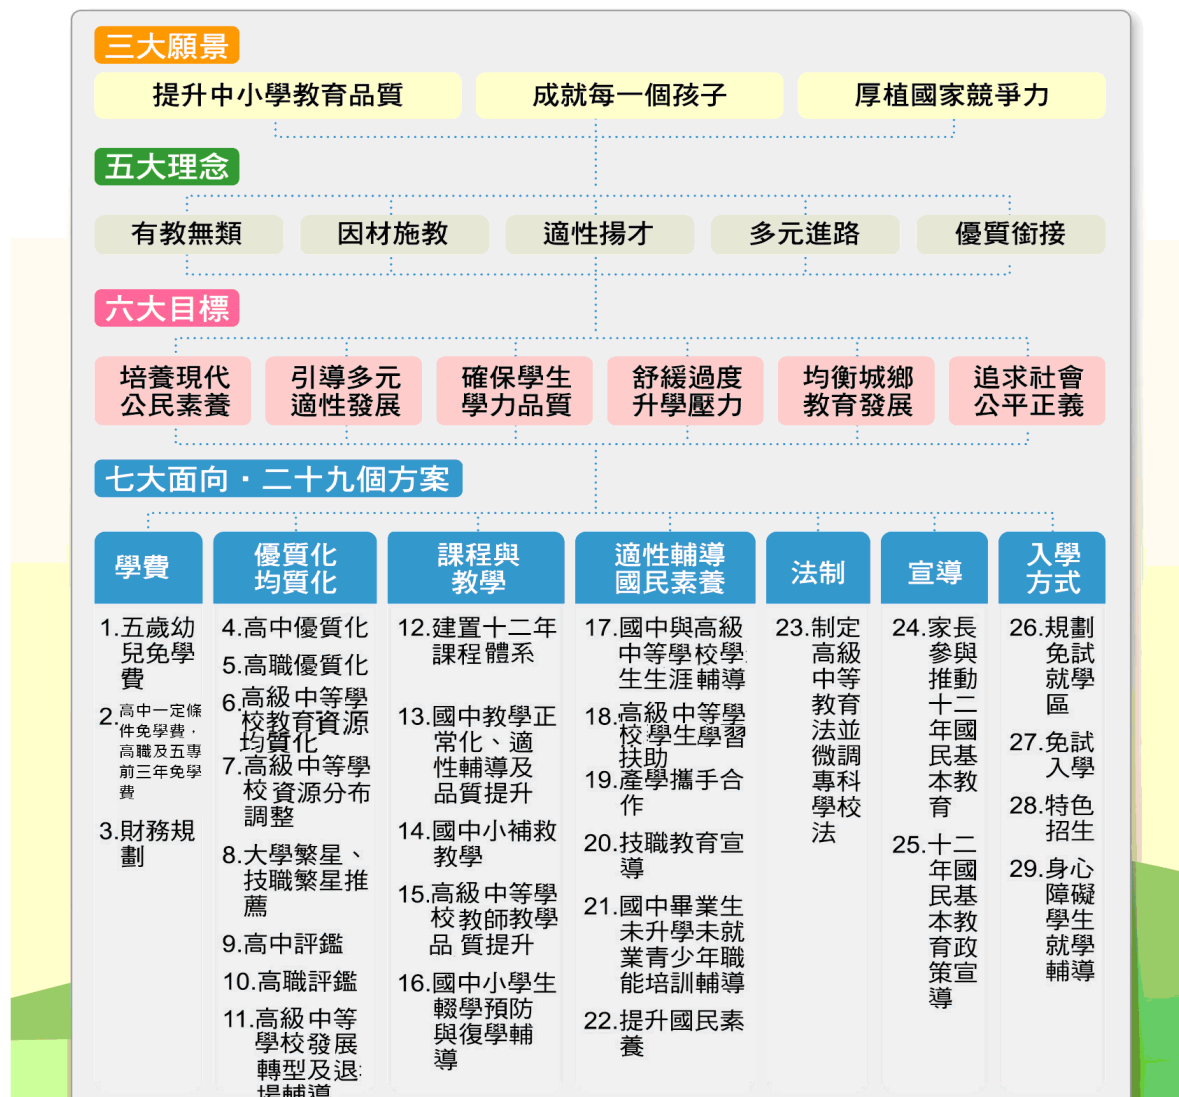 三大願景
提升中小學教育品質
成就每一個孩子
厚植國家競爭力
五大理念
有教無類
因材施教
適性揚才
多元進路
優質銜接
六大目標
培養現代
公民素養
引導多元
適性發展
確保學生
學力品質
舒緩過度
升學壓力
均衡城鄉
教育發展
追求社會
公平正義
七大面向・二十九個方案
學費
1.五歲幼
兒免學
費
2.高中一定條
件免學費，
高職及五專
前三年免學
費
3.財務規
劃
優質化
均質化
4.高中優質化
5.高職優質化
6.高級中等學
校教育資源
均質化
7.高級中等學
校資源分布
調整
8.大學繁星、
技職繁星推
薦
9.高中評鑑
10.高職評鑑
11.高級中等
學校發展
轉型及退
場輔導
課程與
教學
12.建置十二年
課程體系
13.國中教學正
常化、適
性輔導及
品質提升
14.國中小補救
教學
15.高級中等學
校教師教學
品質提升
16.國中小學生
輟學預防
與復學輔
導
適性輔導
國民素養
17.國中與高級
中等學校學
生生涯輔導
18.高級中等學
校學生學習
扶助
19.產學攜手合
作
20.技職教育宣
導
21.國中畢業生
未升學未就
業青少年職
能培訓輔導
22.提升國民素
養
法制
23.制定
高級
中等
教育
法並
微調
專科
學校
法
宣導
24.家長
參與
推動
十二
年國
民基
本教
育
25.十二
年國
民基
本教
育政
策宣
導
入學
方式
26.規劃
免試
就學
區
27.免試
入學
28.特色
招生
29.身心
障礙
學生
就學
輔導